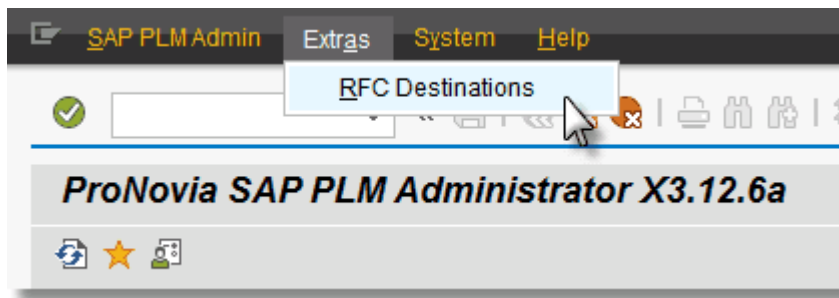 SAP PLM Admin Extras System Help
RFC Destinations
ProNovia SAP PLM Administrator X3.12.6a